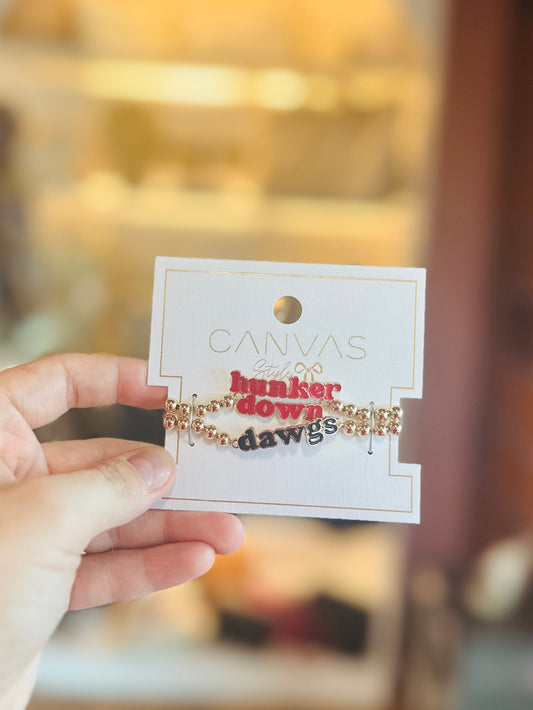 CANVAS
Style
hunker
down
dawgs